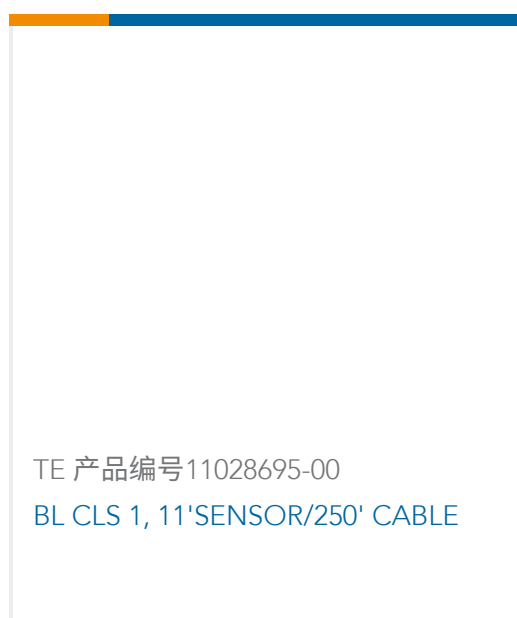 TE 产品编号11028695-00
BL CLS 1, 11'SENSOR/250' CABLE